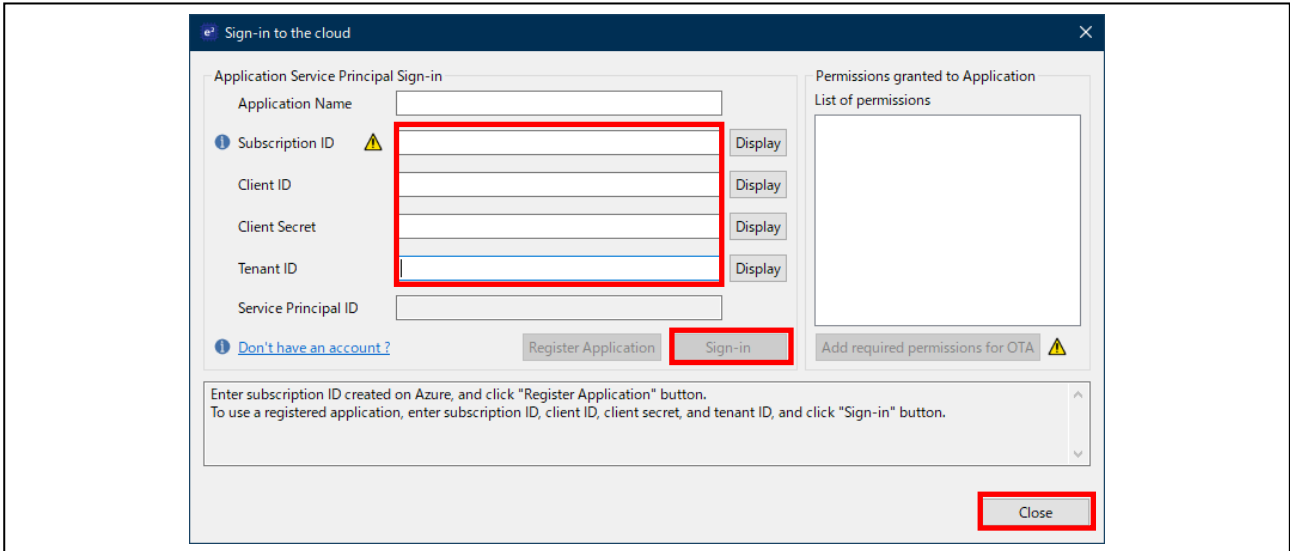 e² Sign-in to the cloud
Application Service Principal Sign-in
Application Name
Subscription ID
Display
Client ID
Display
Client Secret
Display
Tenant ID
Display
Service Principal ID
Don't have an account ?
Register Application
Sign-in
Permissions granted to Application
List of permissions
Add required permissions for OTA
Enter subscription ID created on Azure, and click "Register Application" button.
To use a registered application, enter subscription ID, client ID, client secret, and tenant ID, and click "Sign-in" button.
Close